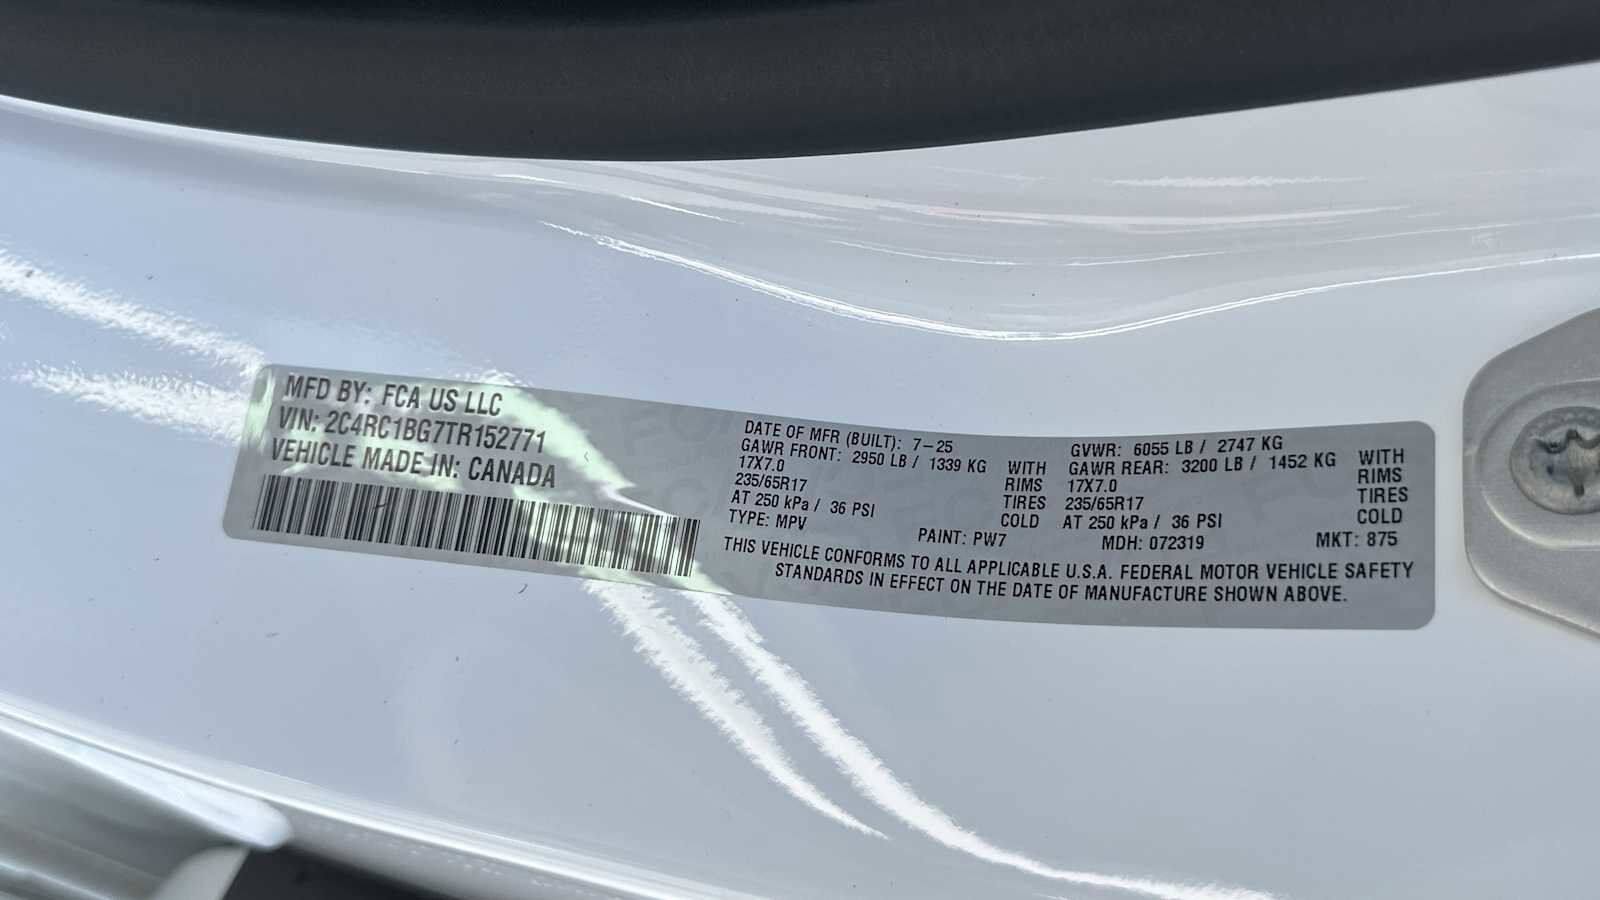 MFD BY: FCA US LLC
VIN: 2C4RC1BG7TR152771
VEHICLE MADE IN: CANADA
DATE OF MFR (BUILT): 7-25
GAWR FRONT: 2950 LB / 1339 KG WITH
17X7.0 RIMS
235/65R17 TIRES
AT 250 kPa / 36 PSI COLD
TYPE: MPV PAINT: PW7
GVWR: 6055 LB / 2747 KG
GAWR REAR: 3200 LB / 1452 KG WITH
17X7.0 RIMS
235/65R17 TIRES
AT 250 kPa / 36 PSI COLD
MDH: 072319 MKT: 875
THIS VEHICLE CONFORMS TO ALL APPLICABLE U.S.A. FEDERAL MOTOR VEHICLE SAFETY
STANDARDS IN EFFECT ON THE DATE OF MANUFACTURE SHOWN ABOVE.